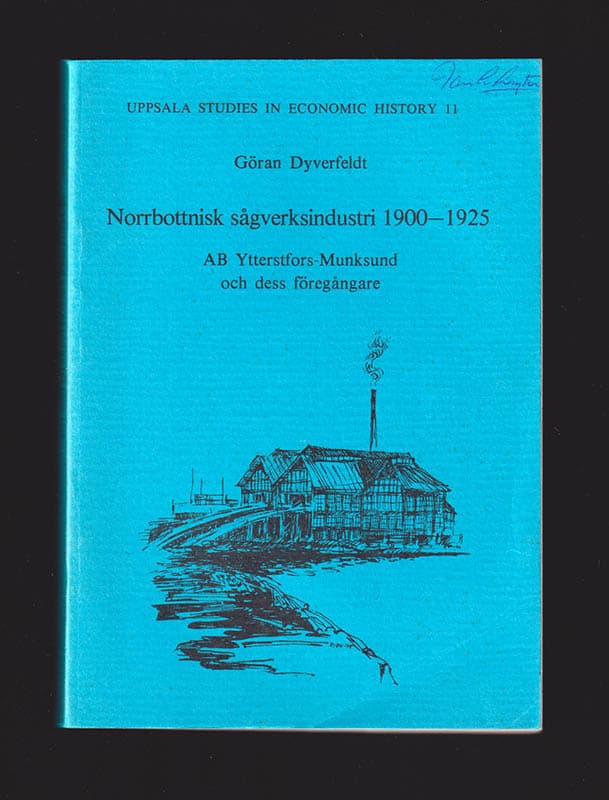 UPPSALA STUDIES IN ECONOMIC HISTORY 11
Göran Dyverfeldt
Norrbottnisk sågverksindustri 1900–1925
AB Ytterstfors-Munksund
och dess föregångare